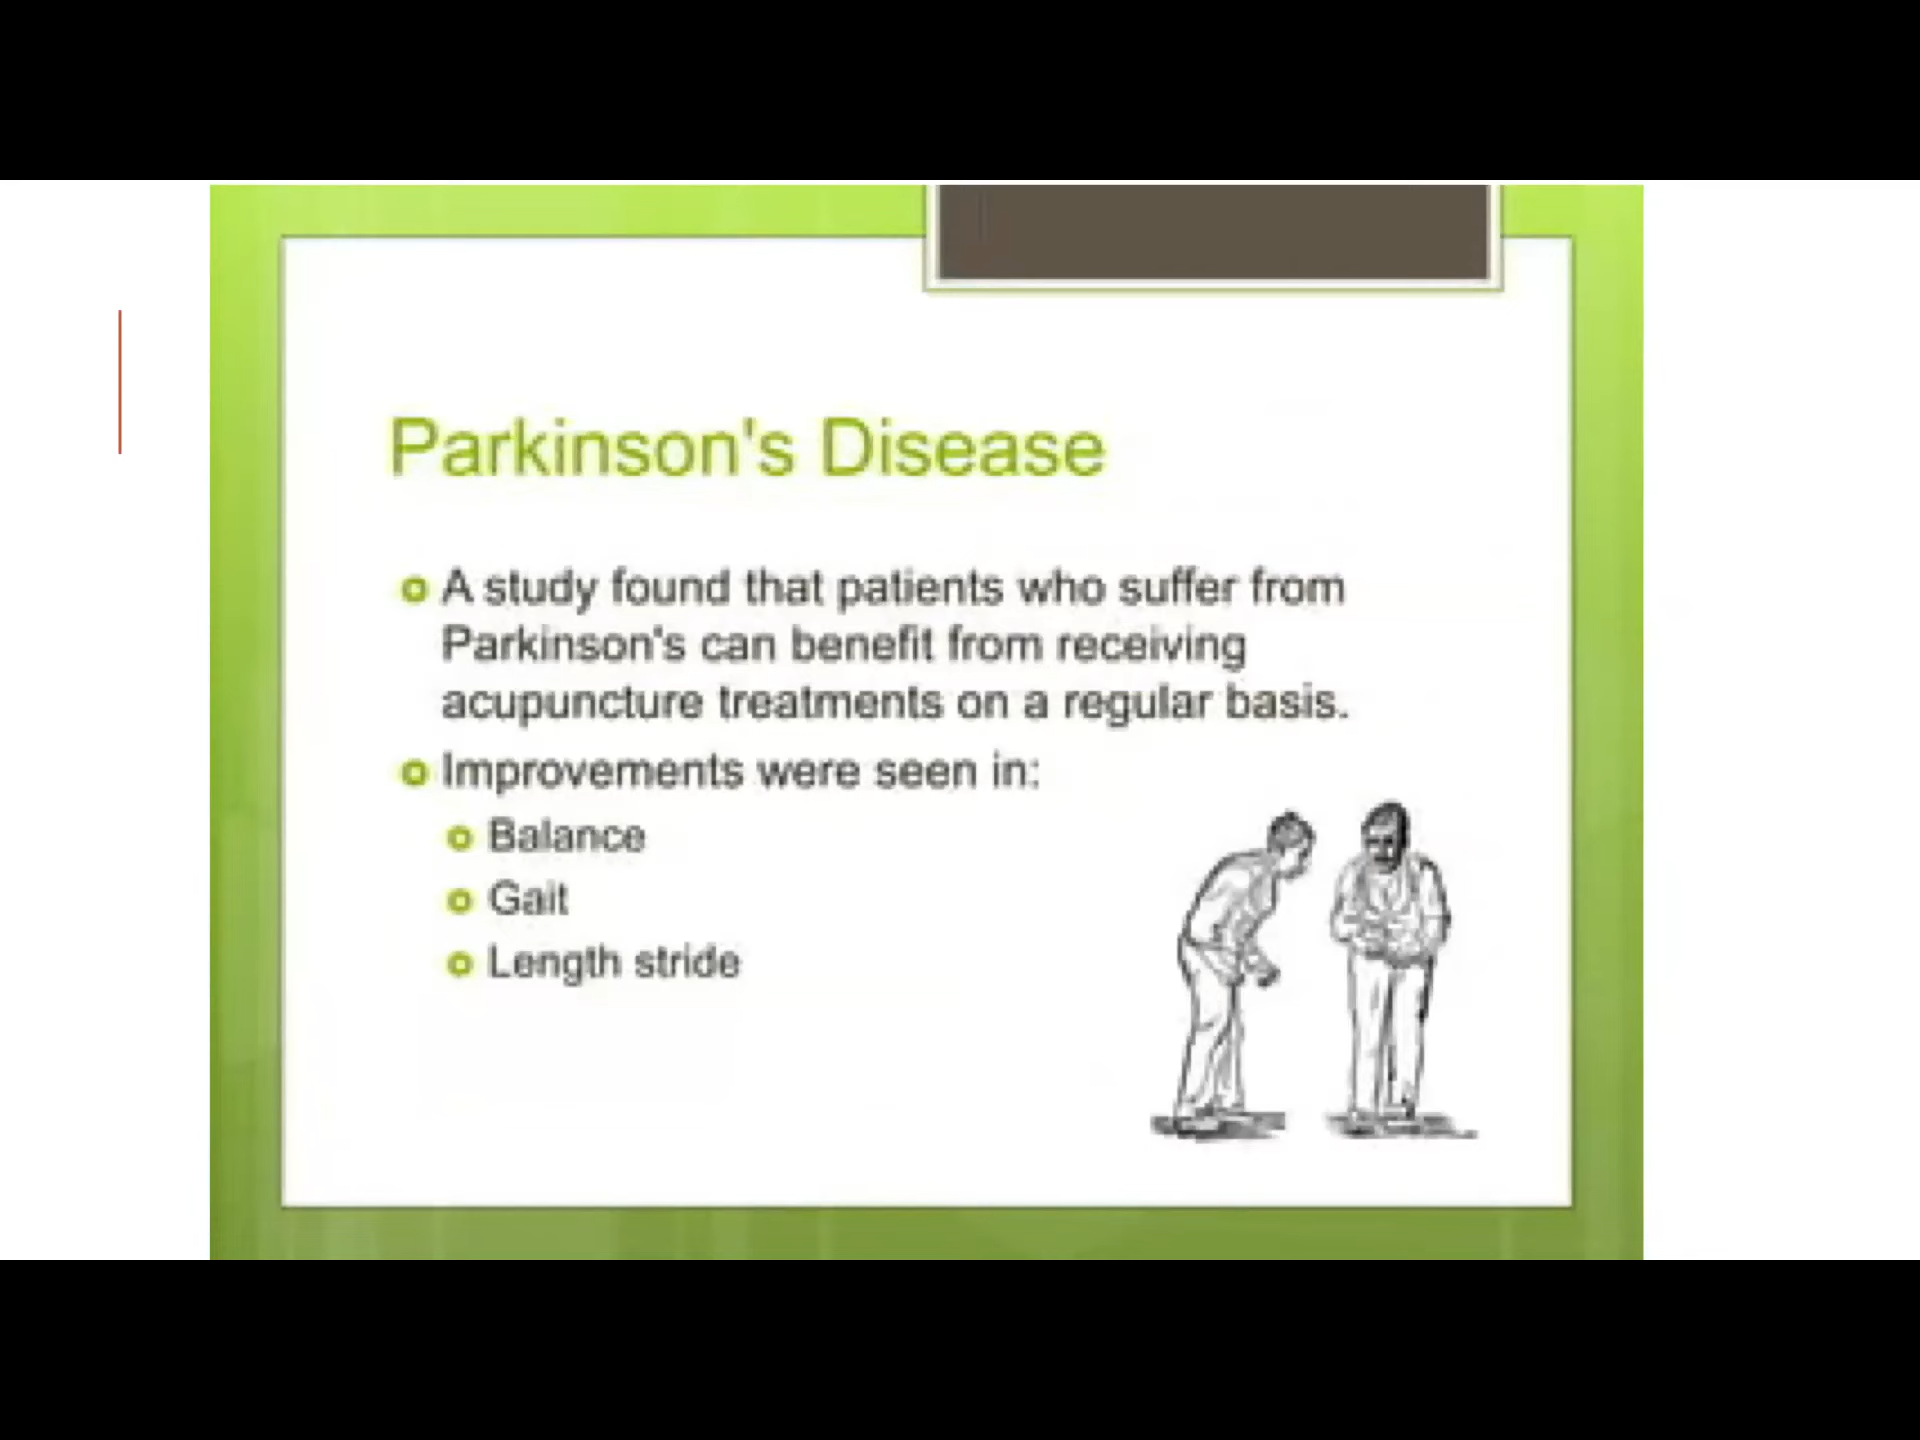 Parkinson's Disease
A study found that patients who suffer from
Parkinson's can benefit from receiving
acupuncture treatments on a regular basis.
Improvements were seen in:
Balance
Gait
Length stride